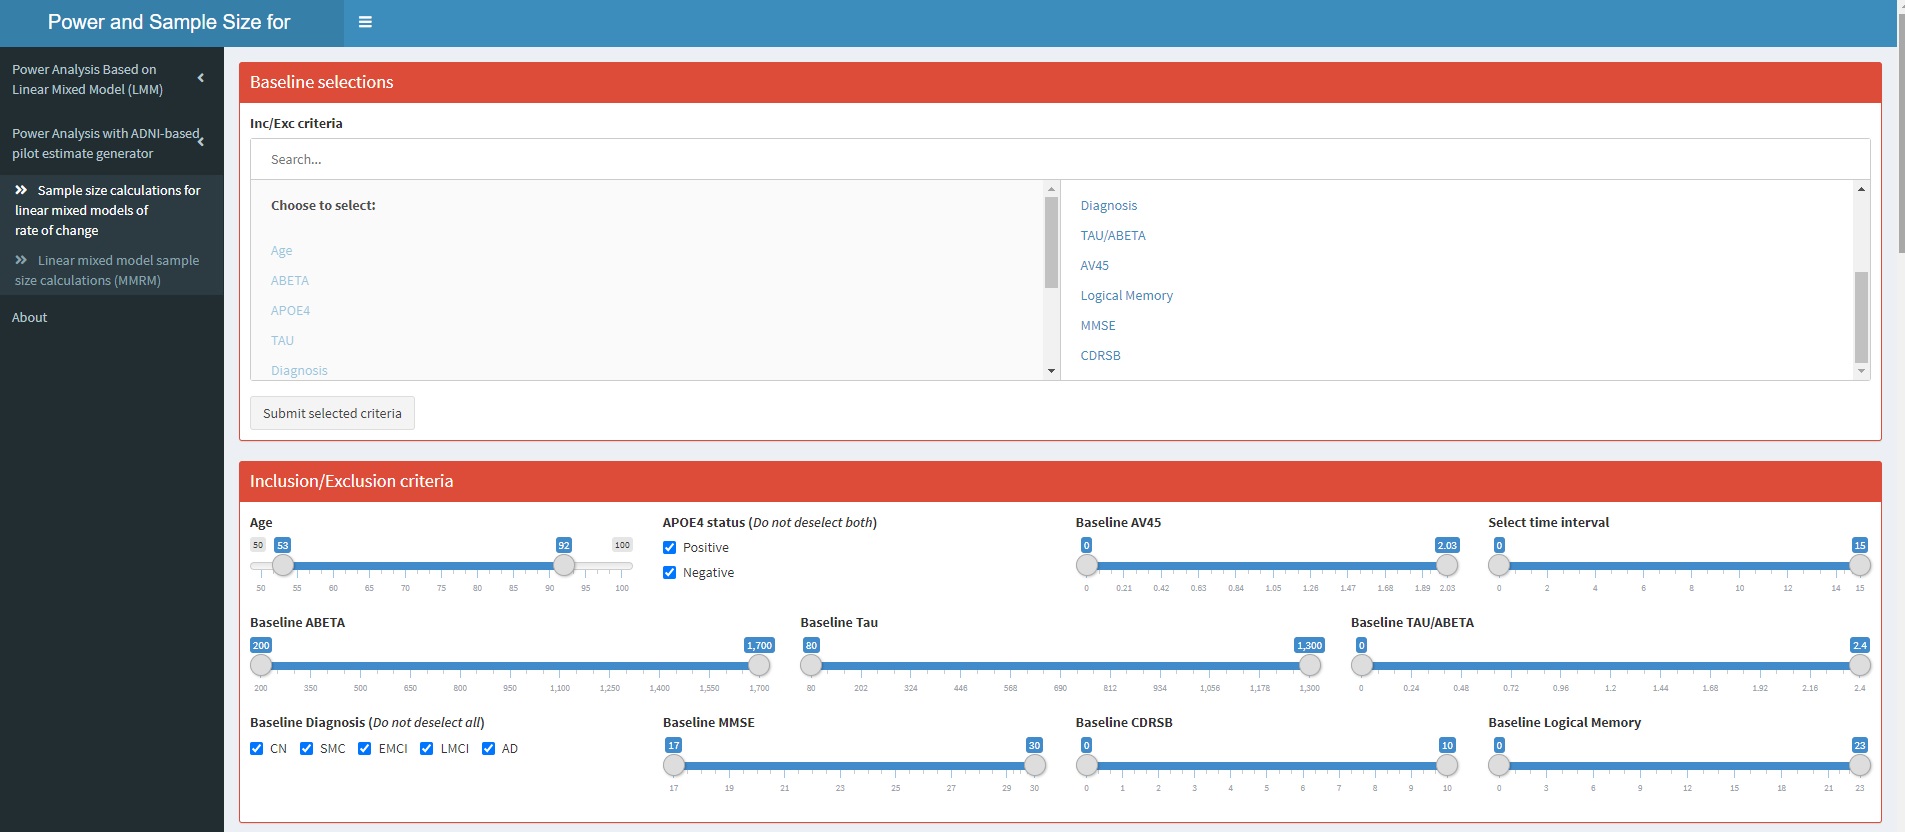 Power and Sample Size for
Power Analysis Based on
Linear Mixed Model (LMM)
Power Analysis with ADNI-based
pilot estimate generator
Sample size calculations for
linear mixed models of
rate of change
Linear mixed model sample
size calculations (MMRM)
About
Baseline selections
Inc/Exc criteria
Search...
Choose to select:
Age
ABETA
APOE4
TAU
Diagnosis
Diagnosis
TAU/ABETA
AV45
Logical Memory
MMSE
CDRSB
Submit selected criteria
Inclusion/Exclusion criteria
Age
50 53 92 100
50 55 60 65 70 75 80 85 90 95 100
APOE4 status (Do not deselect both)
Positive
Negative
Baseline AV45
0 2.03
0 0.21 0.42 0.63 0.84 1.05 1.26 1.47 1.68 1.89 2.03
Select time interval
0 15
0 2 4 6 8 10 12 14 15
Baseline ABETA
200 1,700
200 350 500 650 800 950 1,100 1,250 1,400 1,550 1,700
Baseline Tau
80 1,300
80 202 324 446 568 690 812 934 1,056 1,178 1,300
Baseline TAU/ABETA
0 2.4
0 0.24 0.48 0.72 0.96 1.2 1.44 1.68 1.92 2.16 2.4
Baseline Diagnosis (Do not deselect all)
CN SMC EMCI LMCI AD
Baseline MMSE
17 30
17 19 21 23 25 27 29 30
Baseline CDRSB
0 10
0 1 2 3 4 5 6 7 8 9 10
Baseline Logical Memory
0 23
0 3 6 9 12 15 18 21 23